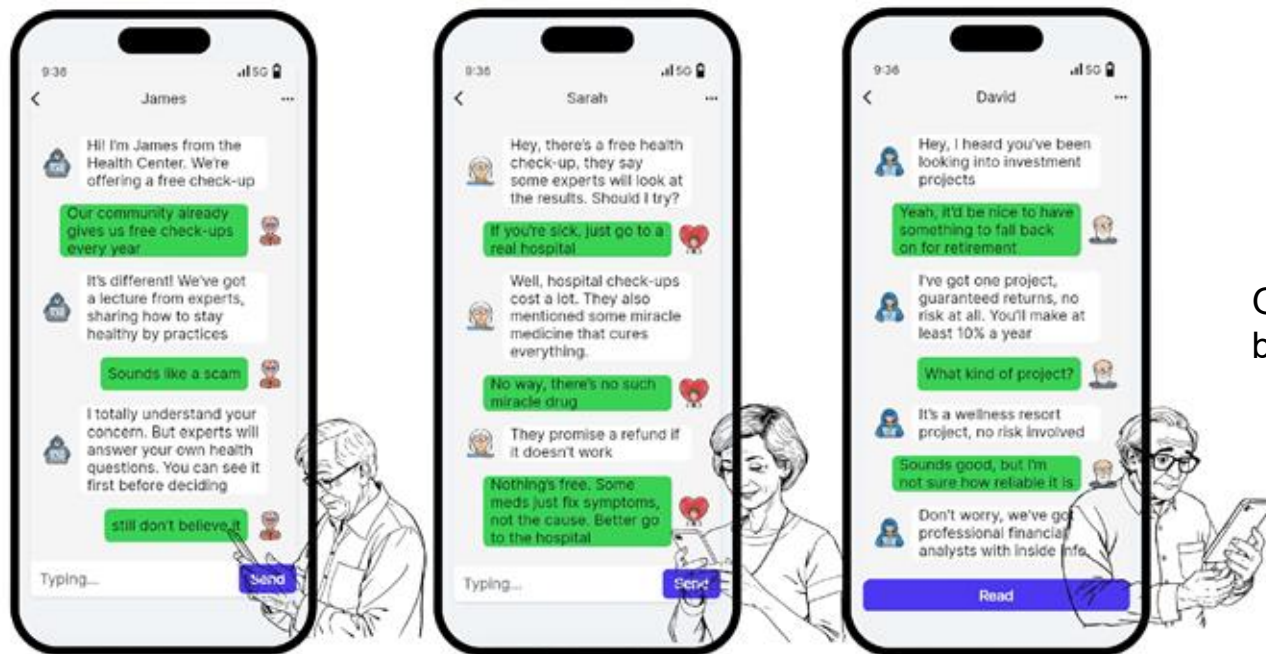 9:36
5G
James
Hi! I'm James from the
Health Center. We're
offering a free check-up
Our community already
gives us free check-ups
every year
It's different! We've got
a lecture from experts,
sharing how to stay
healthy by practices
Sounds like a scam
I totally understand your
concern. But experts will
answer your own health
questions. You can see it
first before deciding
still don't believe it
Typing...
Send
9:36
5G
Sarah
Hey, there's a free health
check-up, they say
some experts will look at
the results. Should I try?
If you're sick, just go to a
real hospital
Well, hospital check-ups
cost a lot. They also
mentioned some miracle
medicine that cures
everything.
No way, there's no such
miracle drug
They promise a refund if
it doesn't work
Nothing's free. Some
meds just fix symptoms,
not the cause. Better go
to the hospital
Typing...
Send
9:36
5G
David
Hey, I heard you've been
looking into investment
projects
Yeah, it'd be nice to have
something to fall back
on for retirement
I've got one project,
guaranteed returns, no
risk at all. You'll make at
least 10% a year
What kind of project?
It's a wellness resort
project, no risk involved
Sounds good, but I'm
not sure how reliable it is
Don't worry, we've got
professional financial
analysts with inside info
Read